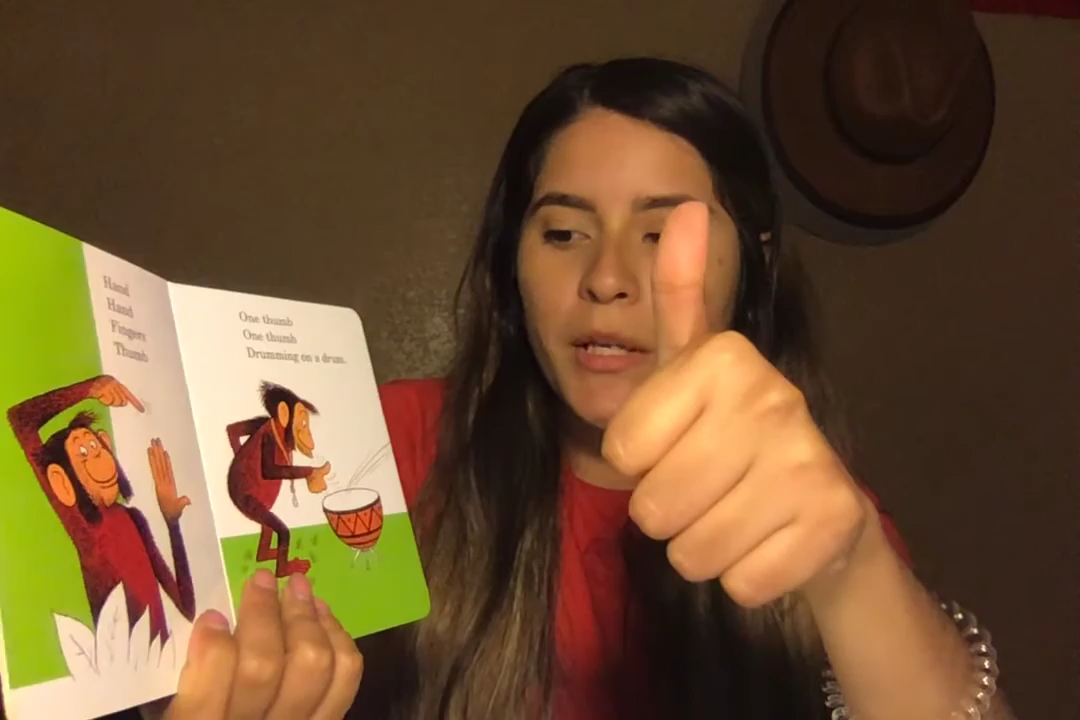 Hand
Hand
Fingers
Thumb
One thumb
One thumb
Drumming on a drum.